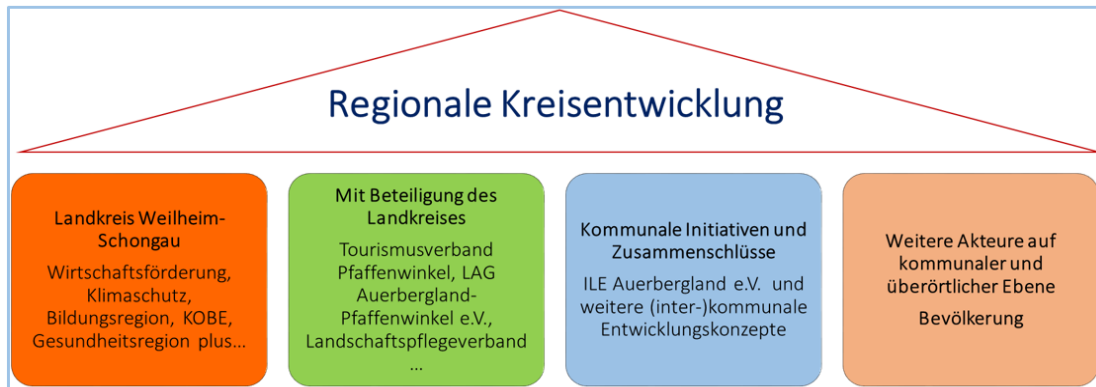 Regionale Kreisentwicklung
Landkreis Weilheim-
Schongau
Wirtschaftsförderung,
Klimaschutz,
Bildungsregion, KOBE,
Gesundheitsregion plus...
Mit Beteiligung des
Landkreises
Tourismusverband
Pfaffenwinkel, LAG
Auerbergland-
Pfaffenwinkel e.V.,
Landschaftspflegeverband
...
Kommunale Initiativen und
Zusammenschlüsse
ILE Auerbergland e.V. und
weitere (inter-)kommunale
Entwicklungskonzepte
Weitere Akteure auf
kommunaler und
überörtlicher Ebene
Bevölkerung